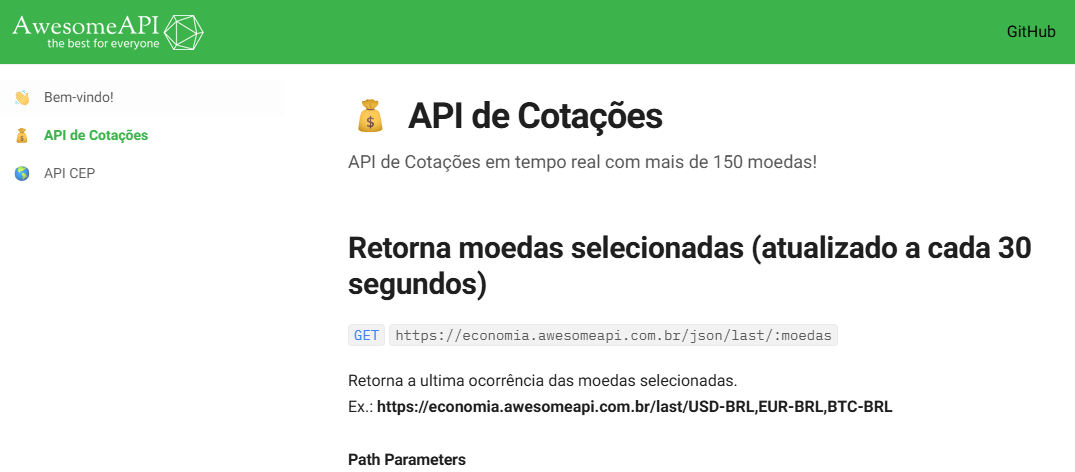 AwesomeAPI
the best for everyone
GitHub
Bem-vindo!
API de Cotações
API CEP
API de Cotações
API de Cotações em tempo real com mais de 150 moedas!
Retorna moedas selecionadas (atualizado a cada 30
segundos)
GET https://economia.awesomeapi.com.br/json/last/:moedas
Retorna a ultima ocorrência das moedas selecionadas.
Ex.: https://economia.awesomeapi.com.br/last/USD-BRL,EUR-BRL,BTC-BRL
Path Parameters